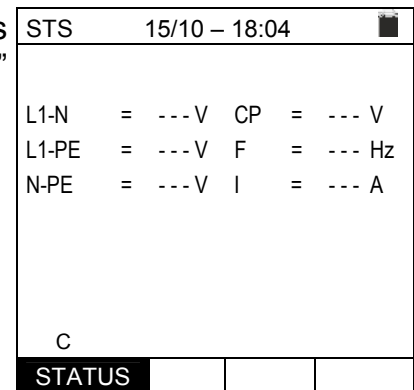 s
”
STS 15/10 – 18:04
L1-N = - - - V CP = - - - V
L1-PE = - - - V F = - - - Hz
N-PE = - - - V I = - - - A
C
STATUS